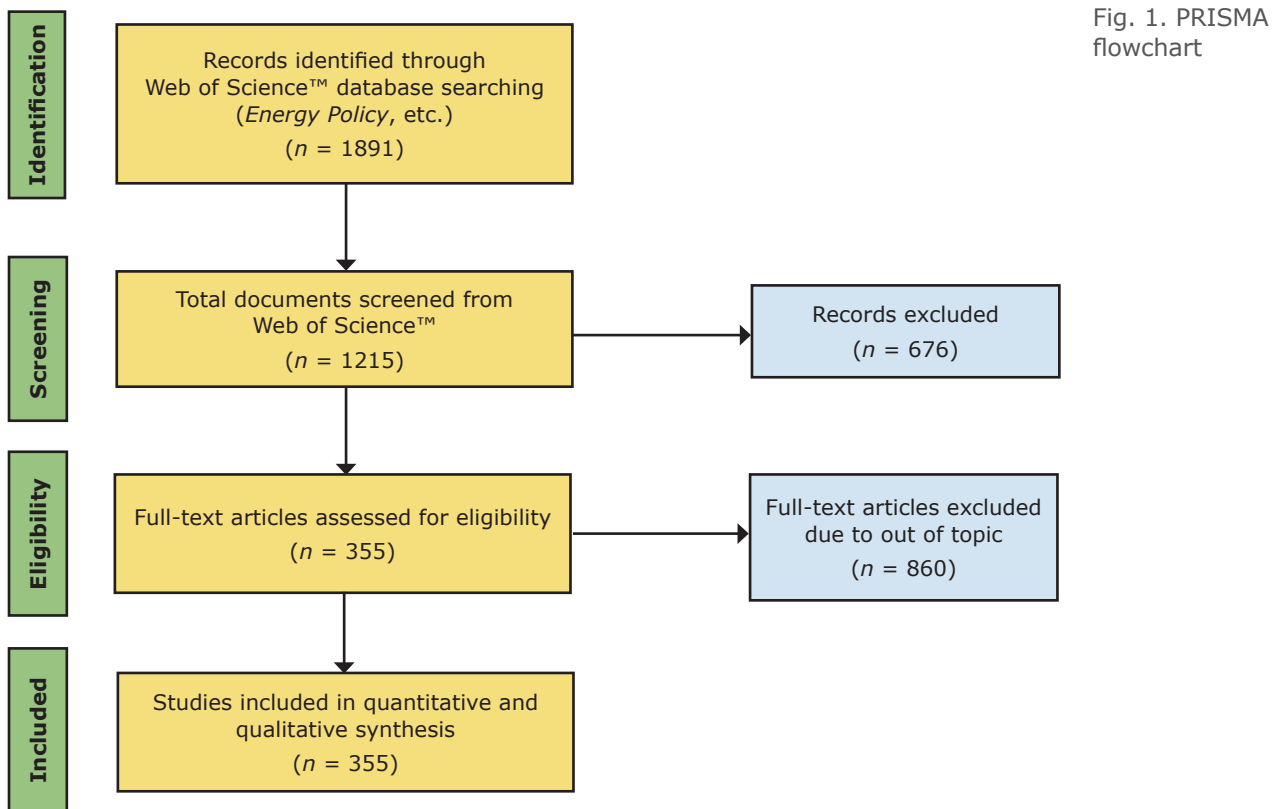 Fig. 1. PRISMA
flowchart
Identification
Records identified through
Web of Science™ database searching
(Energy Policy, etc.)
(n = 1891)
Screening
Total documents screened from
Web of Science™
(n = 1215)
Records excluded
(n = 676)
Eligibility
Full-text articles assessed for eligibility
(n = 355)
Full-text articles excluded
due to out of topic
(n = 860)
Included
Studies included in quantitative and
qualitative synthesis
(n = 355)